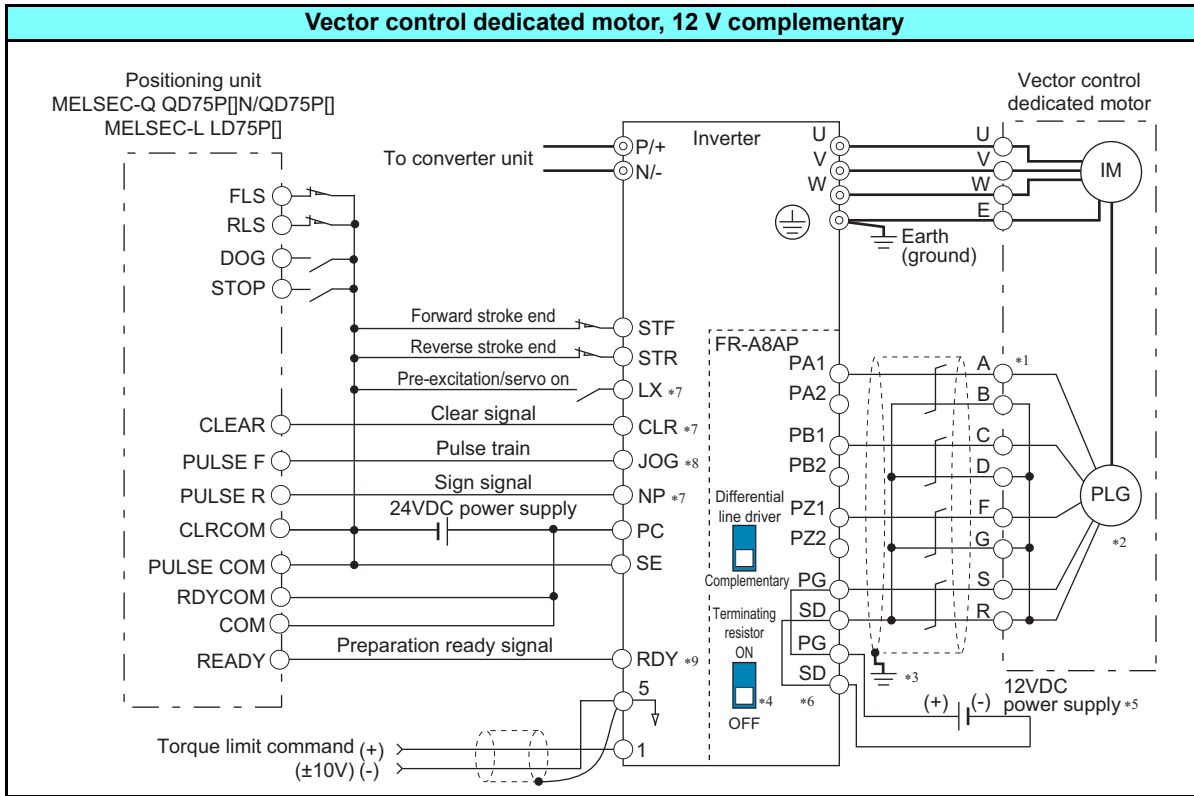 Vector control dedicated motor, 12 V complementary
Positioning unit
MELSEC-Q QD75P[]N/QD75P[]
MELSEC-L LD75P[]
Vector control
dedicated motor
To converter unit
P/+
N/-
Inverter
U
V
W
U
V
W
E
IM
Earth
(ground)
FLS
RLS
DOG
STOP
Forward stroke end
STF
Reverse stroke end
STR
Pre-excitation/servo on
LX *7
CLEAR
Clear signal
CLR *7
PULSE F
Pulse train
JOG *8
PULSE R
Sign signal
NP *7
CLRCOM
24VDC power supply
PC
PULSE COM
SE
RDYCOM
COM
READY
Preparation ready signal
RDY *9
5
1
Torque limit command (+)
(±10V) (-)
FR-A8AP
PA1
PA2
PB1
PB2
PZ1
PZ2
PG
SD
PG
SD
Differential
line driver
Complementary
Terminating
resistor
ON
*4
OFF
*6
A *1
B
C
D
F
G
S
R
PLG
*2
*3
12VDC
power supply *5
(+) (-)